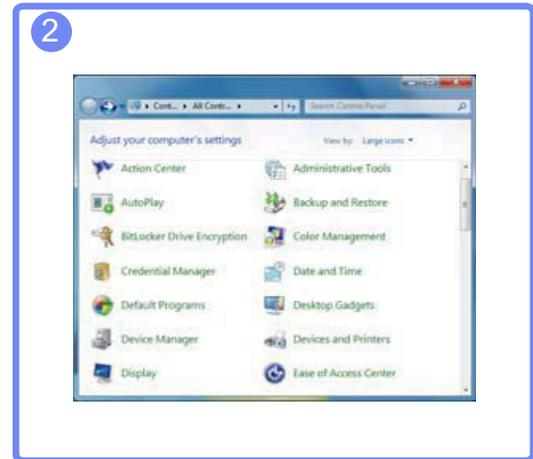 2
Cont... All Contr... Search Control Panel
Adjust your computer's settings View by: Large icons
Action Center Administrative Tools
AutoPlay Backup and Restore
BitLocker Drive Encryption Color Management
Credential Manager Date and Time
Default Programs Desktop Gadgets
Device Manager Devices and Printers
Display Ease of Access Center